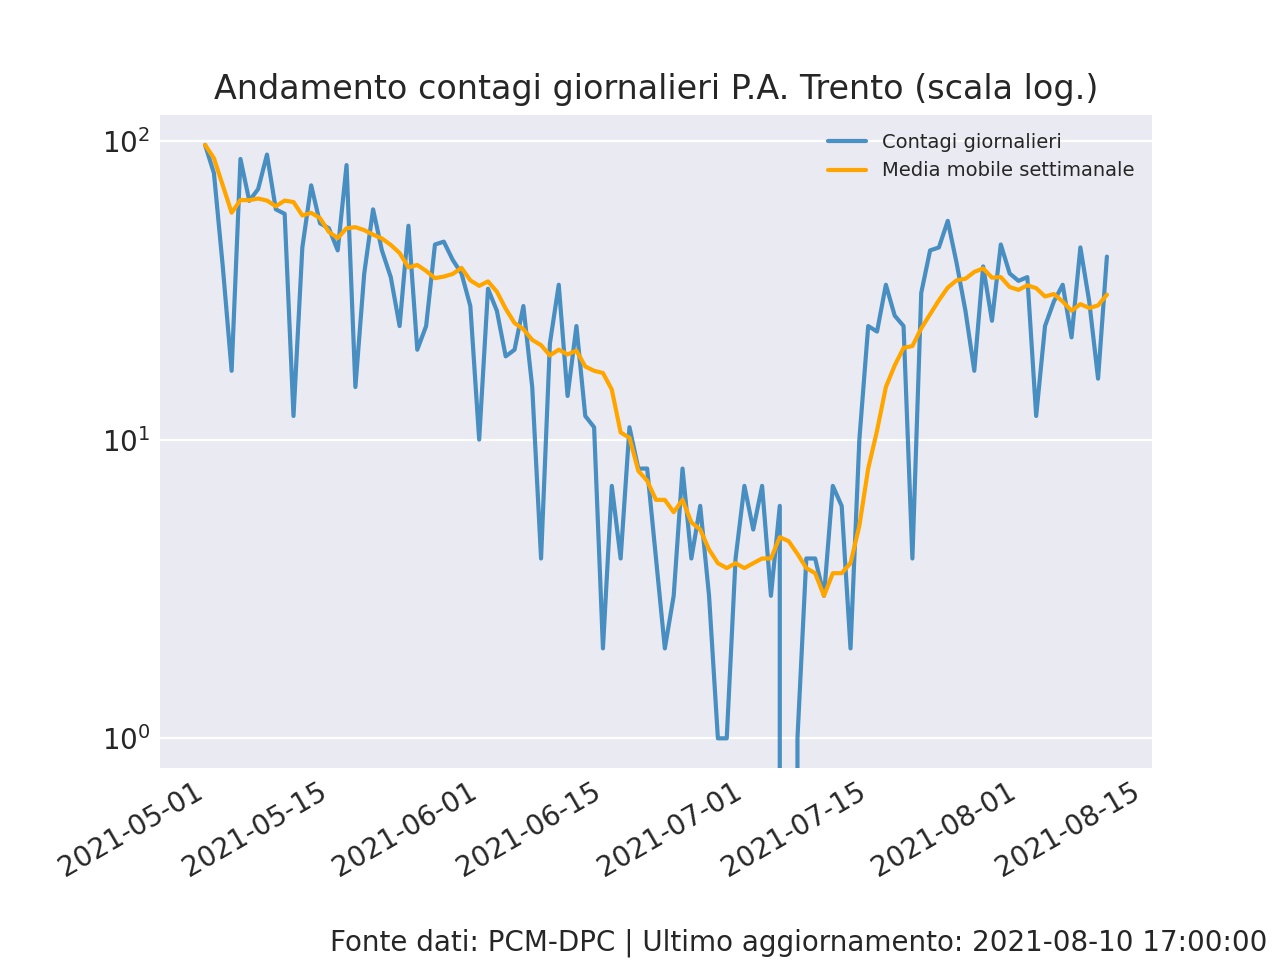 Andamento contagi giornalieri P.A. Trento (scala log.)
Contagi giornalieri
Media mobile settimanale
10²
10¹
10⁰
2021-05-01
2021-05-15
2021-06-01
2021-06-15
2021-07-01
2021-07-15
2021-08-01
2021-08-15
Fonte dati: PCM-DPC | Ultimo aggiornamento: 2021-08-10 17:00:00